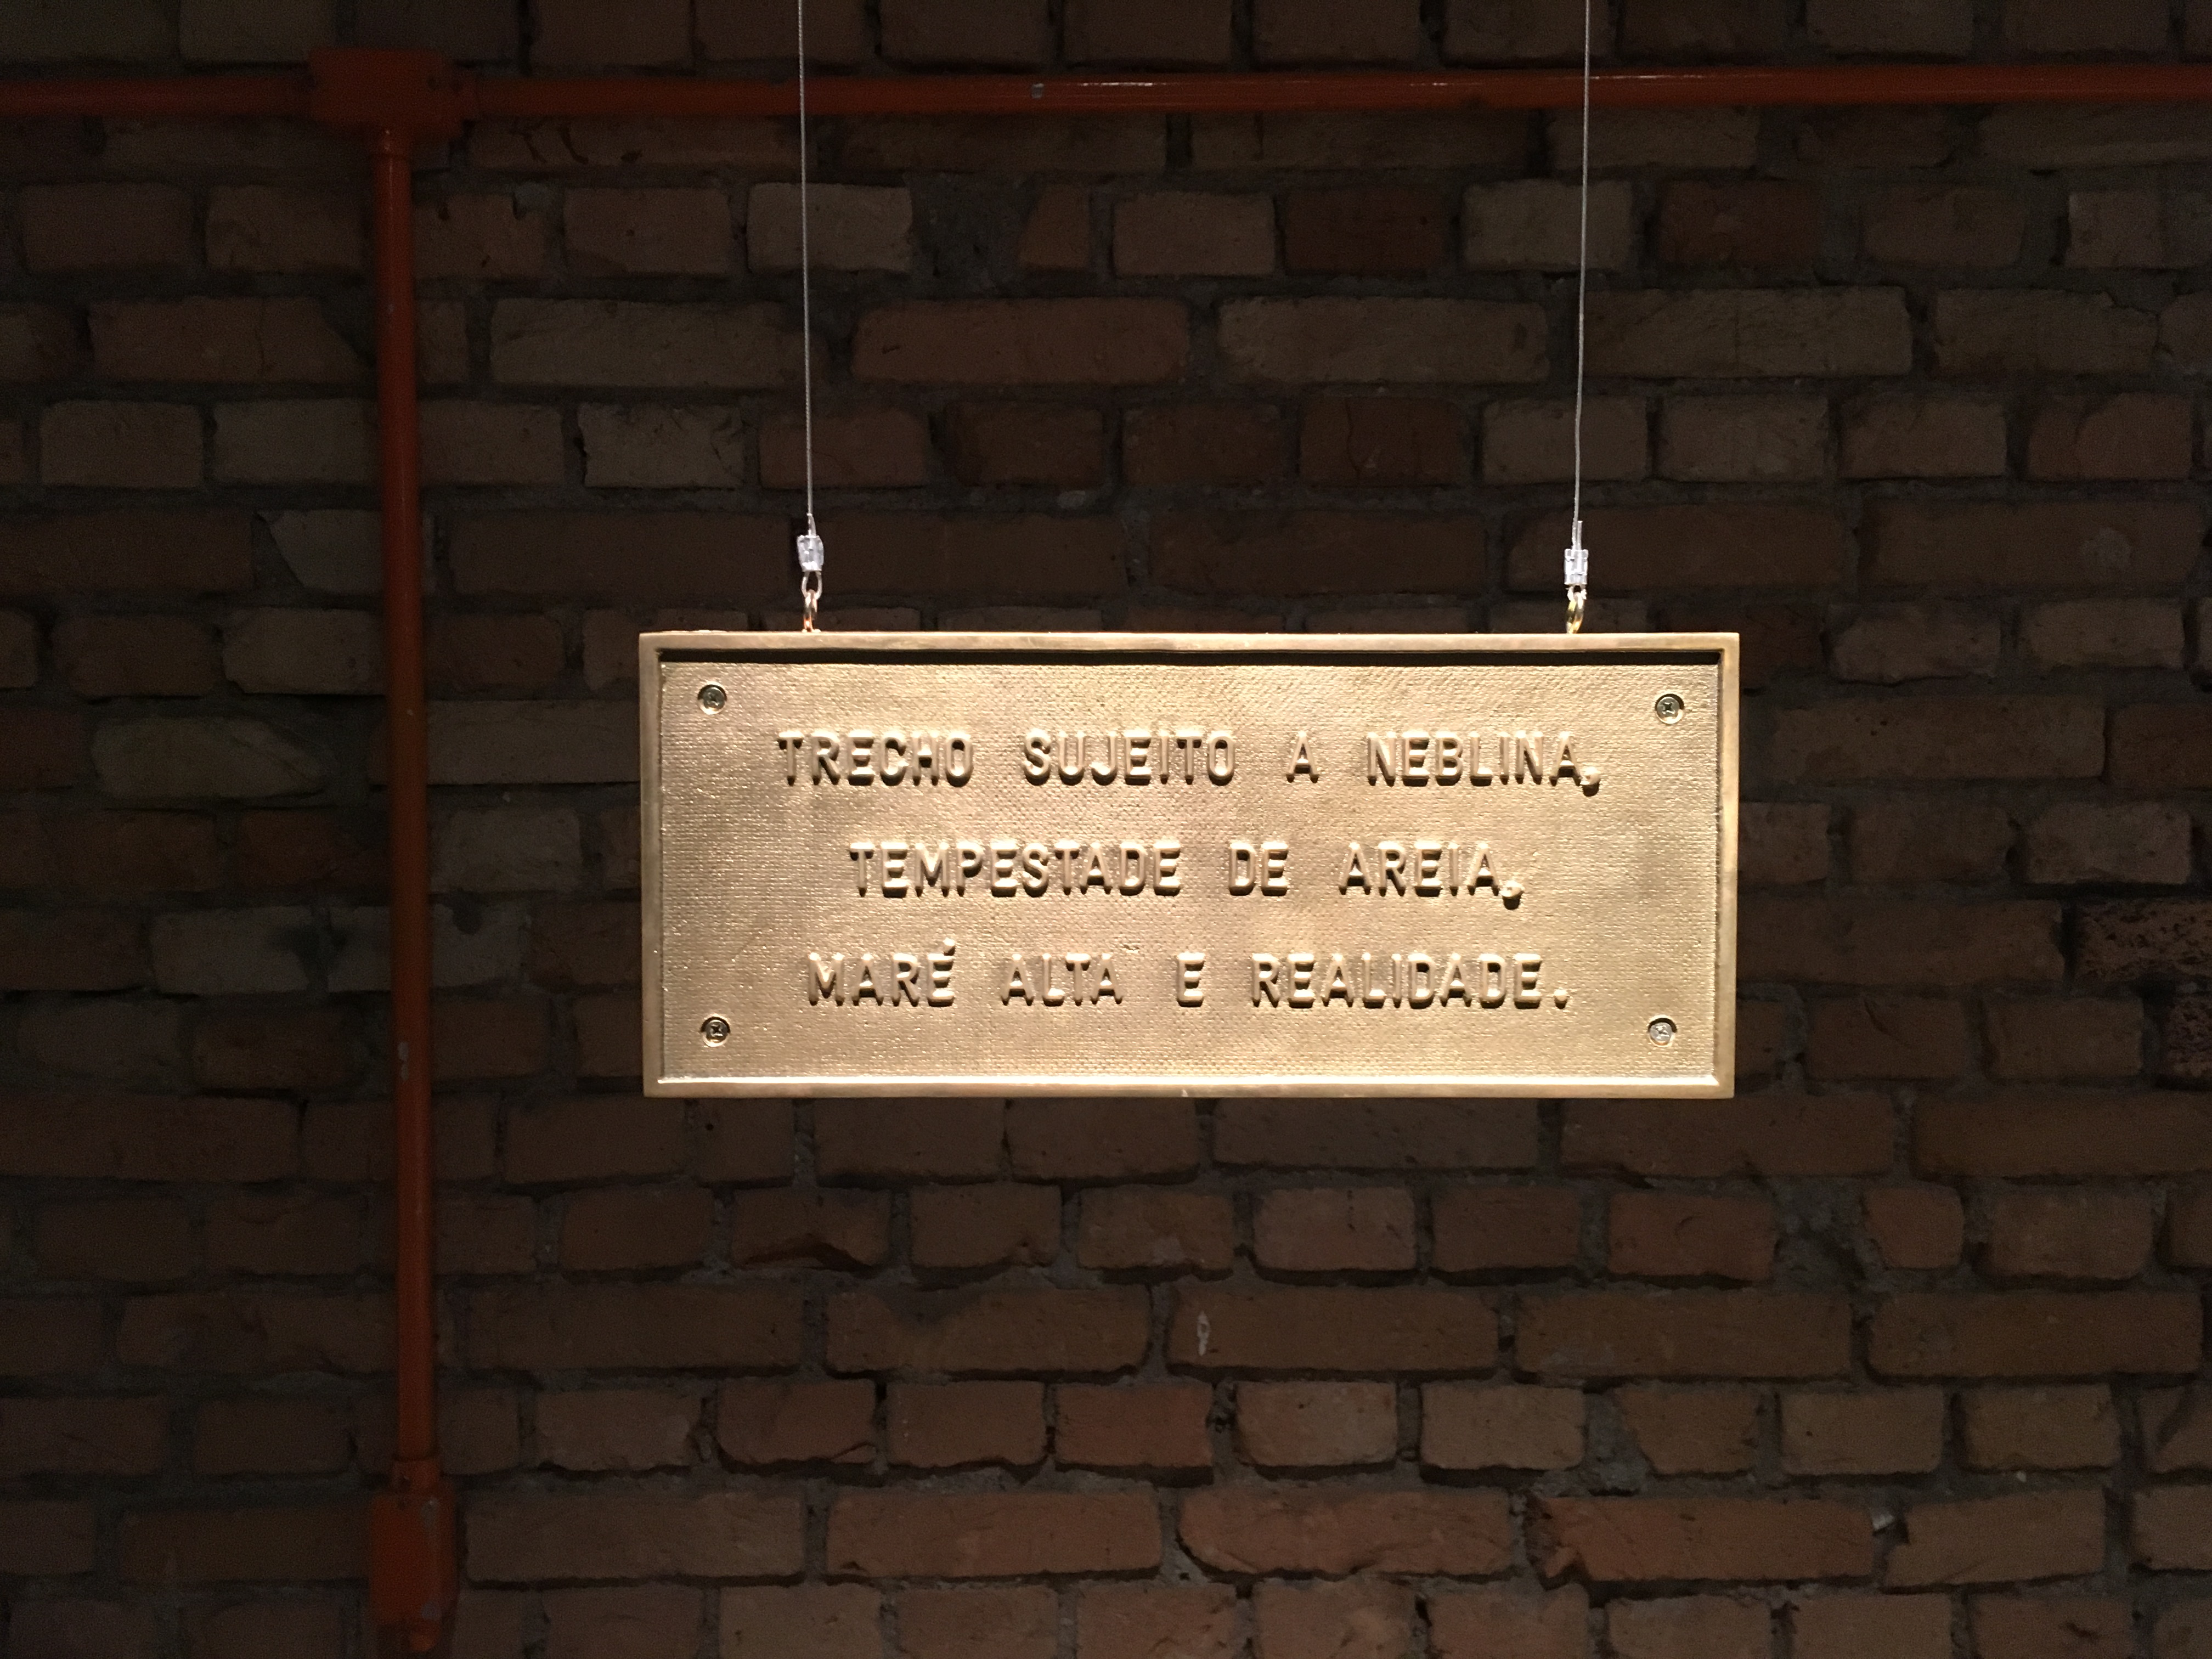 TRECHO SUJEITO A NEBLINA,
TEMPESTADE DE AREIA,
MARÉ ALTA E REALIDADE.